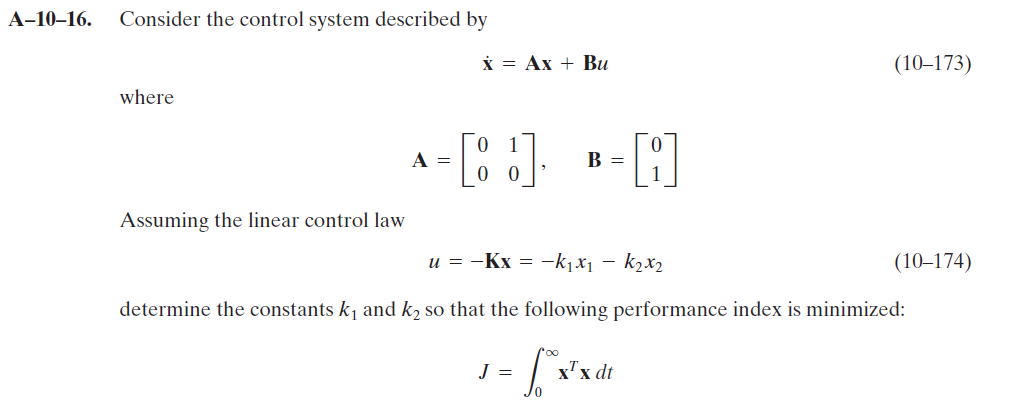 A–10–16. Consider the control system described by
ẋ = Ax + Bu (10–173)
where
A = [0 1; 0 0], B = [0; 1]
Assuming the linear control law
u = −Kx = −k₁x₁ − k₂x₂ (10–174)
determine the constants k₁ and k₂ so that the following performance index is minimized:
J = ∫₀^∞ xᵀx dt